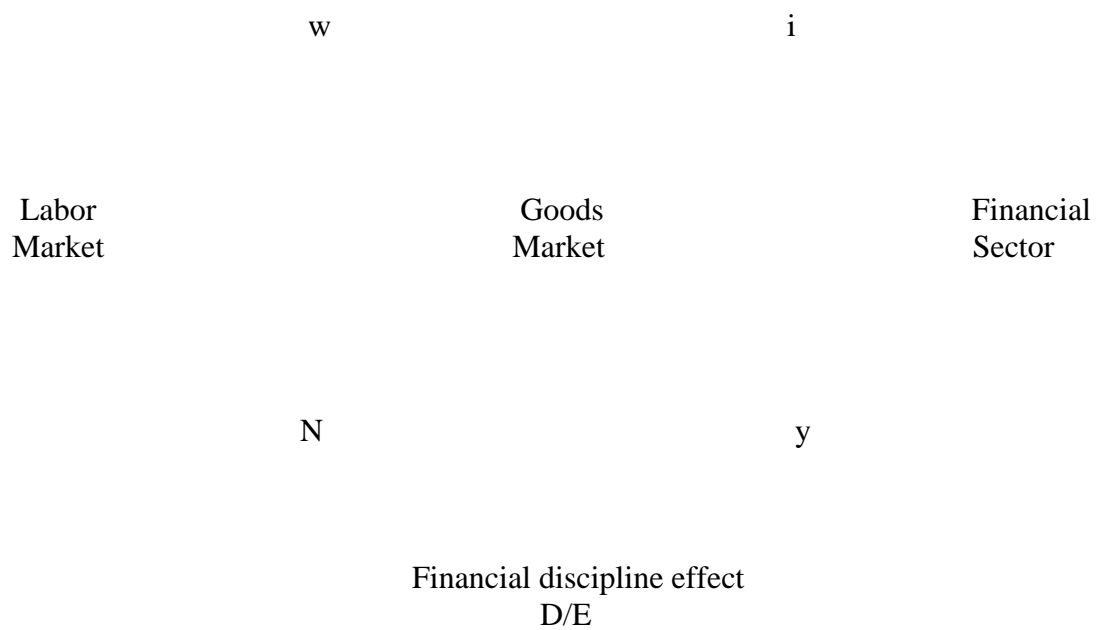 w i
Labor Goods Financial
Market Market Sector
N y
Financial discipline effect
D/E